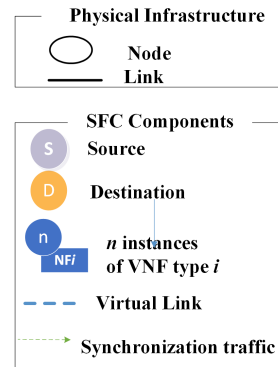 Physical Infrastructure
Node
Link
SFC Components
S Source
D Destination
n n instances
NFi of VNF type i
Virtual Link
Synchronization traffic